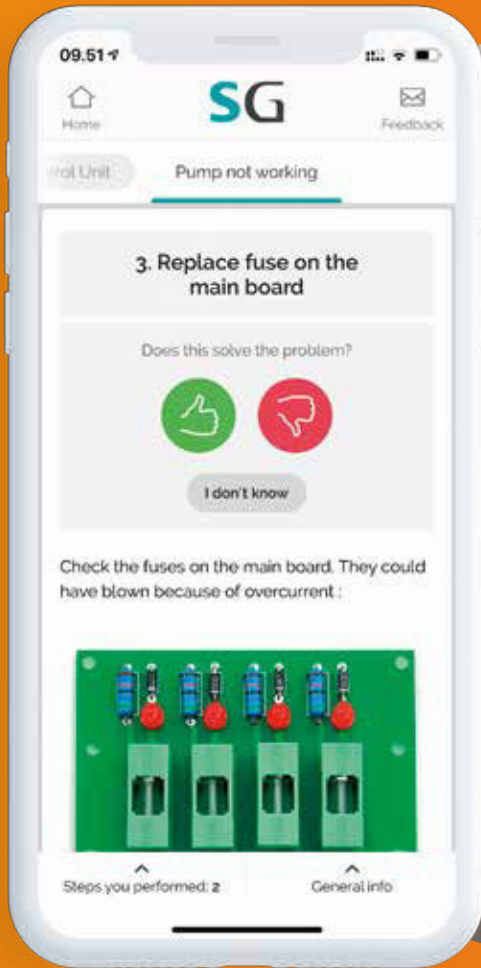 09.51
Home
SG
Feedback
rol Unit
Pump not working
3. Replace fuse on the
main board
Does this solve the problem?
I don't know
Check the fuses on the main board. They could
have blown because of overcurrent :
Steps you performed: 2
General info